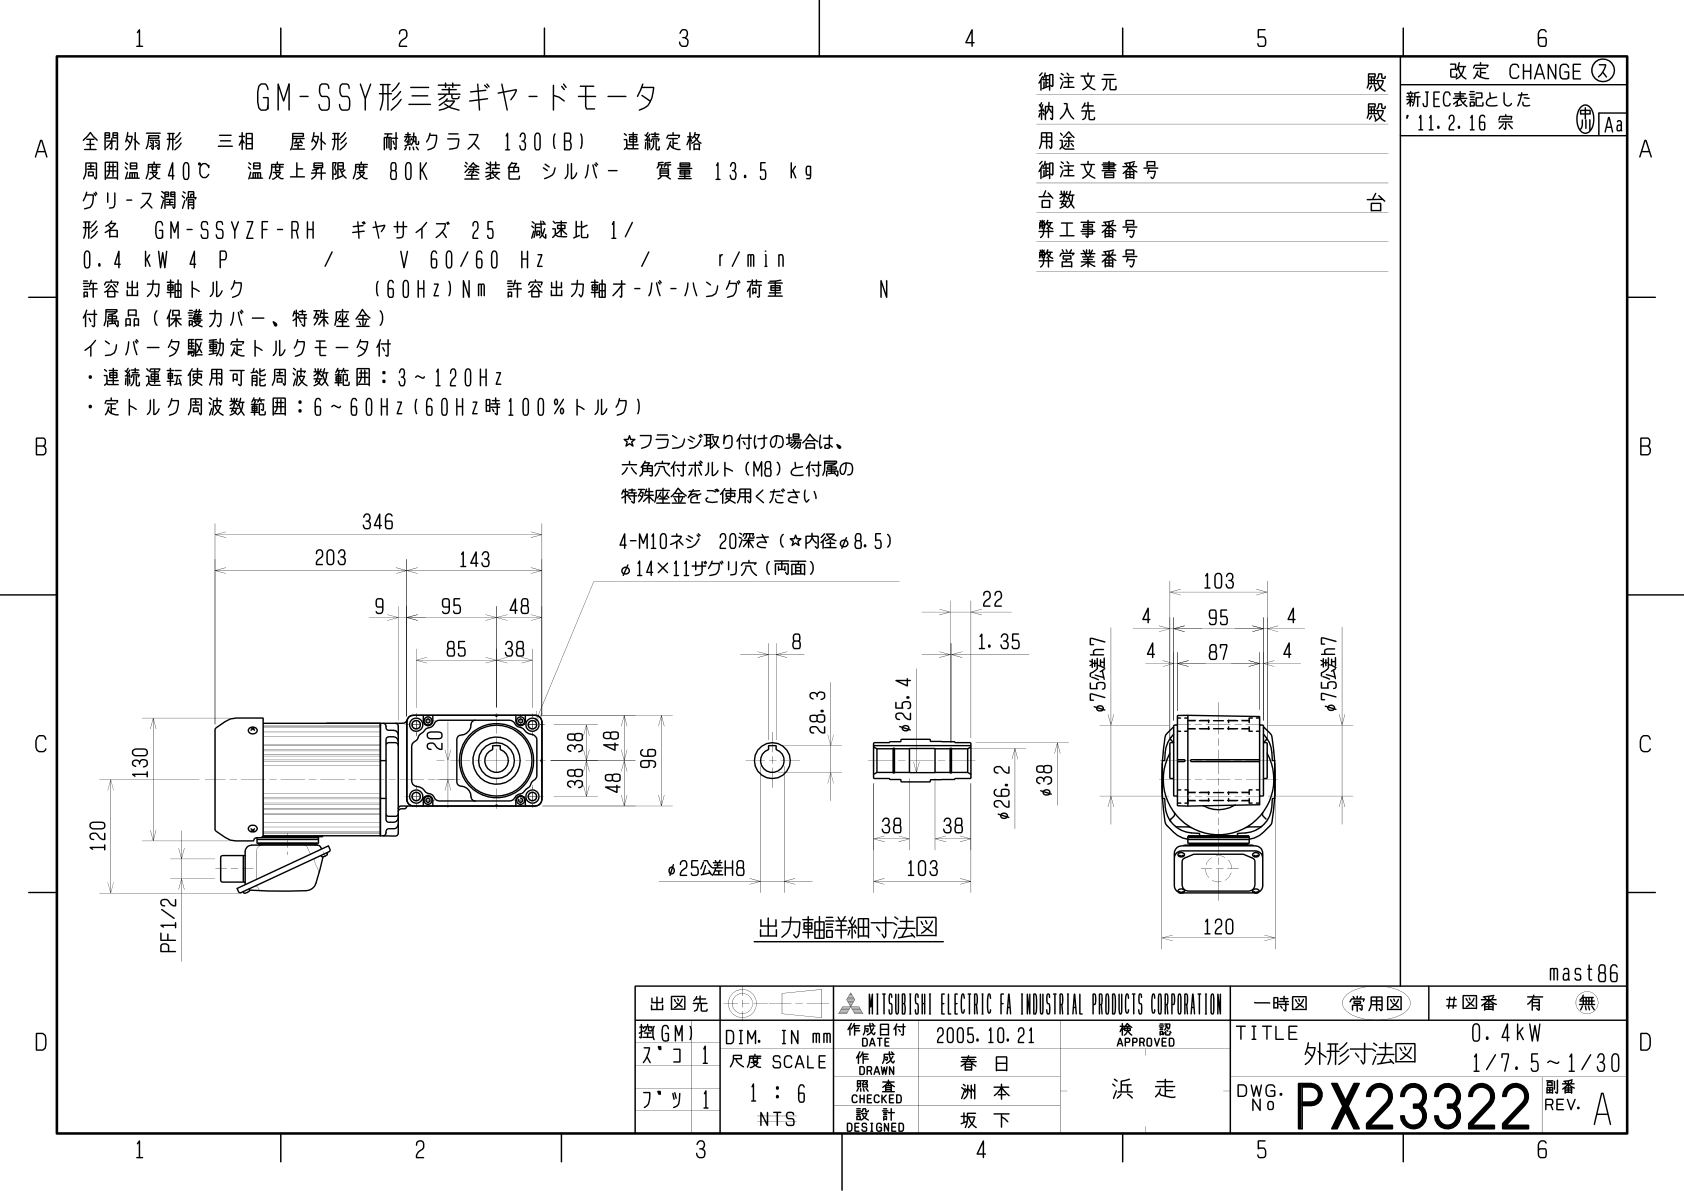 1 2 3 4 5 6
GM-SSY形三菱ギヤ-ドモータ
全閉外扇形 三相 屋外形 耐熱クラス 130(B) 連続定格
周囲温度40℃ 温度上昇限度 80K 塗装色 シルバー 質量 13.5 kg
グリ-ス潤滑
形名 GM-SSYZF-RH ギヤサイズ 25 減速比 1/
0.4 kW 4 P / V 60/60 Hz / r/min
許容出力軸トルク (60Hz)Nm 許容出力軸オ-バ-ハング荷重 N
付属品(保護カバー、特殊座金)
インバータ駆動定トルクモータ付
・連続運転使用可能周波数範囲:3~120Hz
・定トルク周波数範囲:6~60Hz(60Hz時100%トルク)
御注文元 殿
納入先 殿
用途
御注文書番号
台数 台
弊工事番号
弊営業番号
改定 CHANGE ス
新JEC表記とした
'11.2.16 宗 Aa
A A
B B
C C
D D
☆フランジ取り付けの場合は、
六角穴付ボルト(M8)と付属の
特殊座金をご使用ください
4-M10ネジ 20深さ(☆内径φ8.5)
φ14×11ザグリ穴(両面)
346
203 143
9 95 48
85 38
20
38 48
38 48
96
130
120
PF1/2
8
28.3
φ25公差H8
22
1.35
φ25.4
φ26.2
φ38
38 38
103
出力軸詳細寸法図
103
4 95 4
4 87 4
φ75公差h7
φ75公差h7
120
mast86
出図先
控(GM)
ズコ 1
ブツ 1
DIM. IN mm
尺度 SCALE
1 : 6
NTS
MITSUBISHI ELECTRIC FA INDUSTRIAL PRODUCTS CORPORATION
作成日付 DATE 2005.10.21
作成 DRAWN 春日
照査 CHECKED 洲本
設計 DESIGNED 坂下
検認 APPROVED
浜走
一時図 常用図 #図番 有 無
TITLE 外形寸法図
0.4kW
1/7.5~1/30
DWG. No PX23322
副番 REV. A
1 2 3 4 5 6